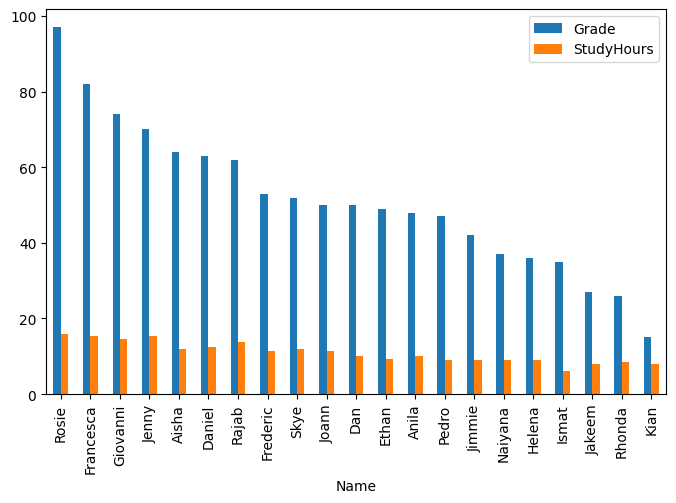 Grade
StudyHours
100
80
60
40
20
0
Rosie
Francesca
Giovanni
Jenny
Aisha
Daniel
Rajab
Frederic
Skye
Joann
Dan
Ethan
Anila
Pedro
Jimmie
Naiyana
Helena
Ismat
Jakeem
Rhonda
Kian
Name